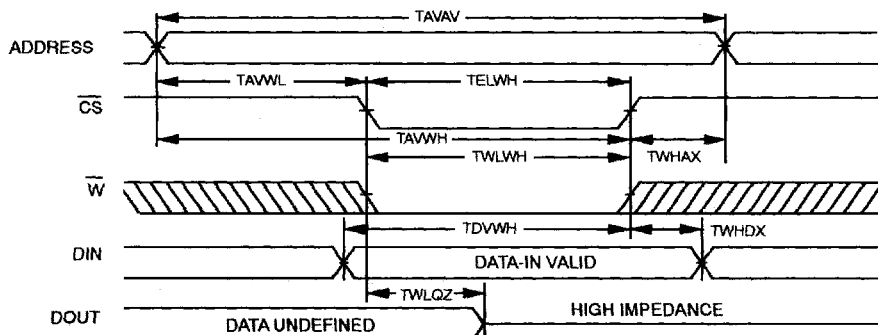 TAVAV
ADDRESS
TAVWL TELWH
CS
TAVWH
TWLWH TWHAX
W
TDVWH TWHDX
DIN DATA-IN VALID
TWLQZ
DOUT DATA UNDEFINED HIGH IMPEDANCE